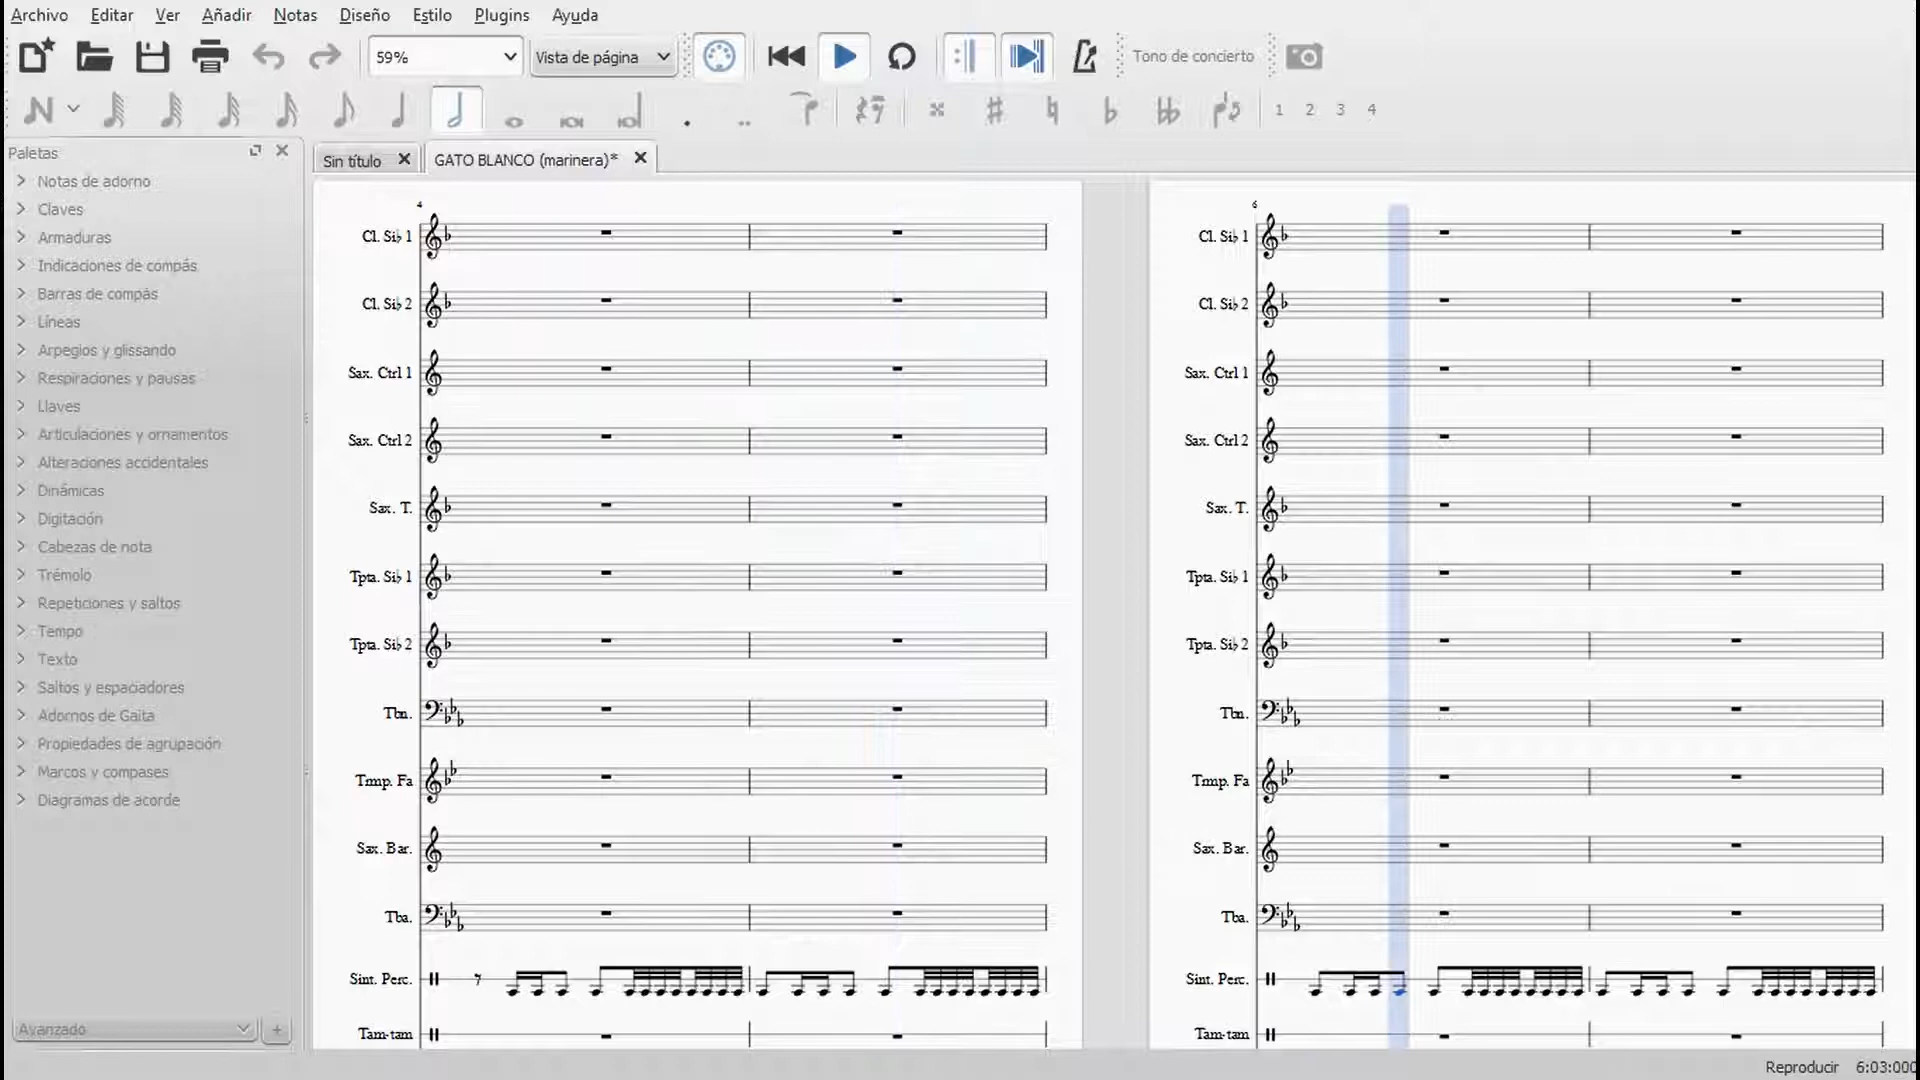 Archivo Editar Ver Añadir Notas Diseño Estilo Plugins Ayuda
59% Vista de página Tono de concierto
1 2 3 4
Paletas
Notas de adorno
Claves
Armaduras
Indicaciones de compás
Barras de compás
Líneas
Arpegios y glissando
Respiraciones y pausas
Llaves
Articulaciones y ornamentos
Alteraciones accidentales
Dinámicas
Digitación
Cabezas de nota
Trémolo
Repeticiones y saltos
Tempo
Texto
Saltos y espaciadores
Adornos de Gaita
Propiedades de agrupación
Marcos y compases
Diagramas de acorde
Avanzado +
Sin título GATO BLANCO (marinera)*
4
Cl. Si♭ 1
Cl. Si♭ 2
Sax. Ctrl 1
Sax. Ctrl 2
Sax. T.
Tpta. Si♭ 1
Tpta. Si♭ 2
Tbn.
Trmp. Fa
Sax. Bar.
Tba.
Sint. Perc.
Tam-tam
6
Cl. Si♭ 1
Cl. Si♭ 2
Sax. Ctrl 1
Sax. Ctrl 2
Sax. T.
Tpta. Si♭ 1
Tpta. Si♭ 2
Tbn.
Trmp. Fa
Sax. Bar.
Tba.
Sint. Perc.
Tam-tam
Reproducir 6:03:000